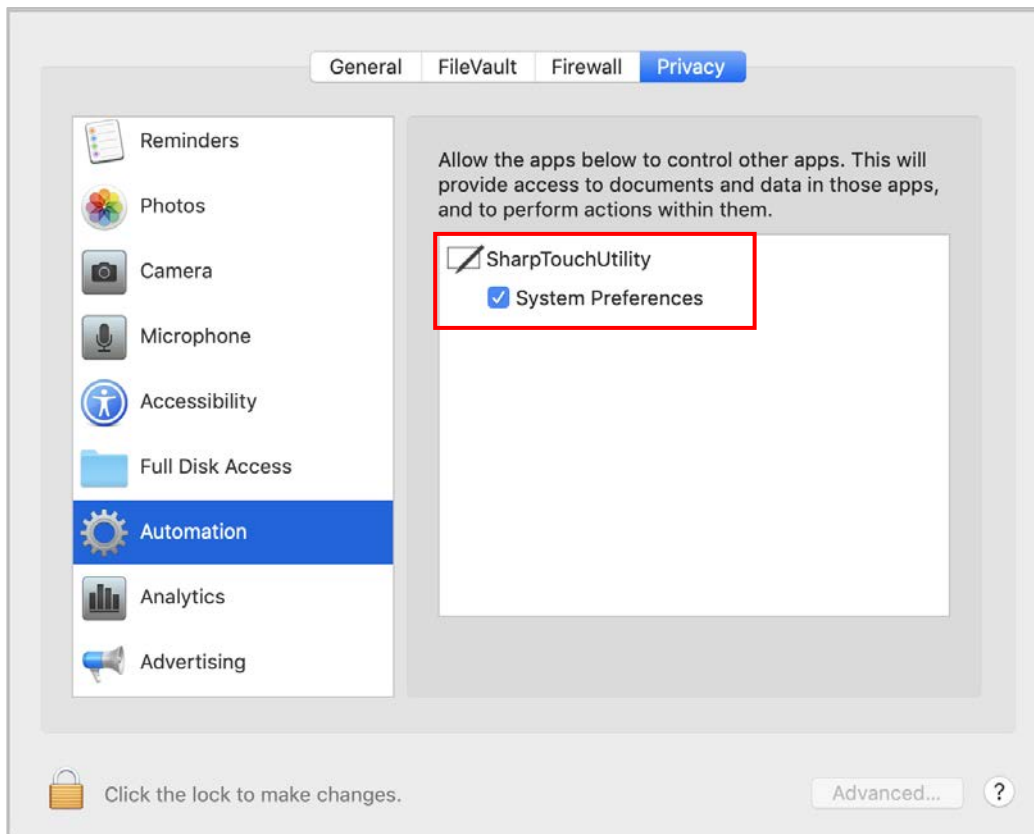 General FileVault Firewall Privacy
Reminders
Photos
Camera
Microphone
Accessibility
Full Disk Access
Automation
Analytics
Advertising
Allow the apps below to control other apps. This will
provide access to documents and data in those apps,
and to perform actions within them.
SharpTouchUtility
System Preferences
Click the lock to make changes.
Advanced...
?